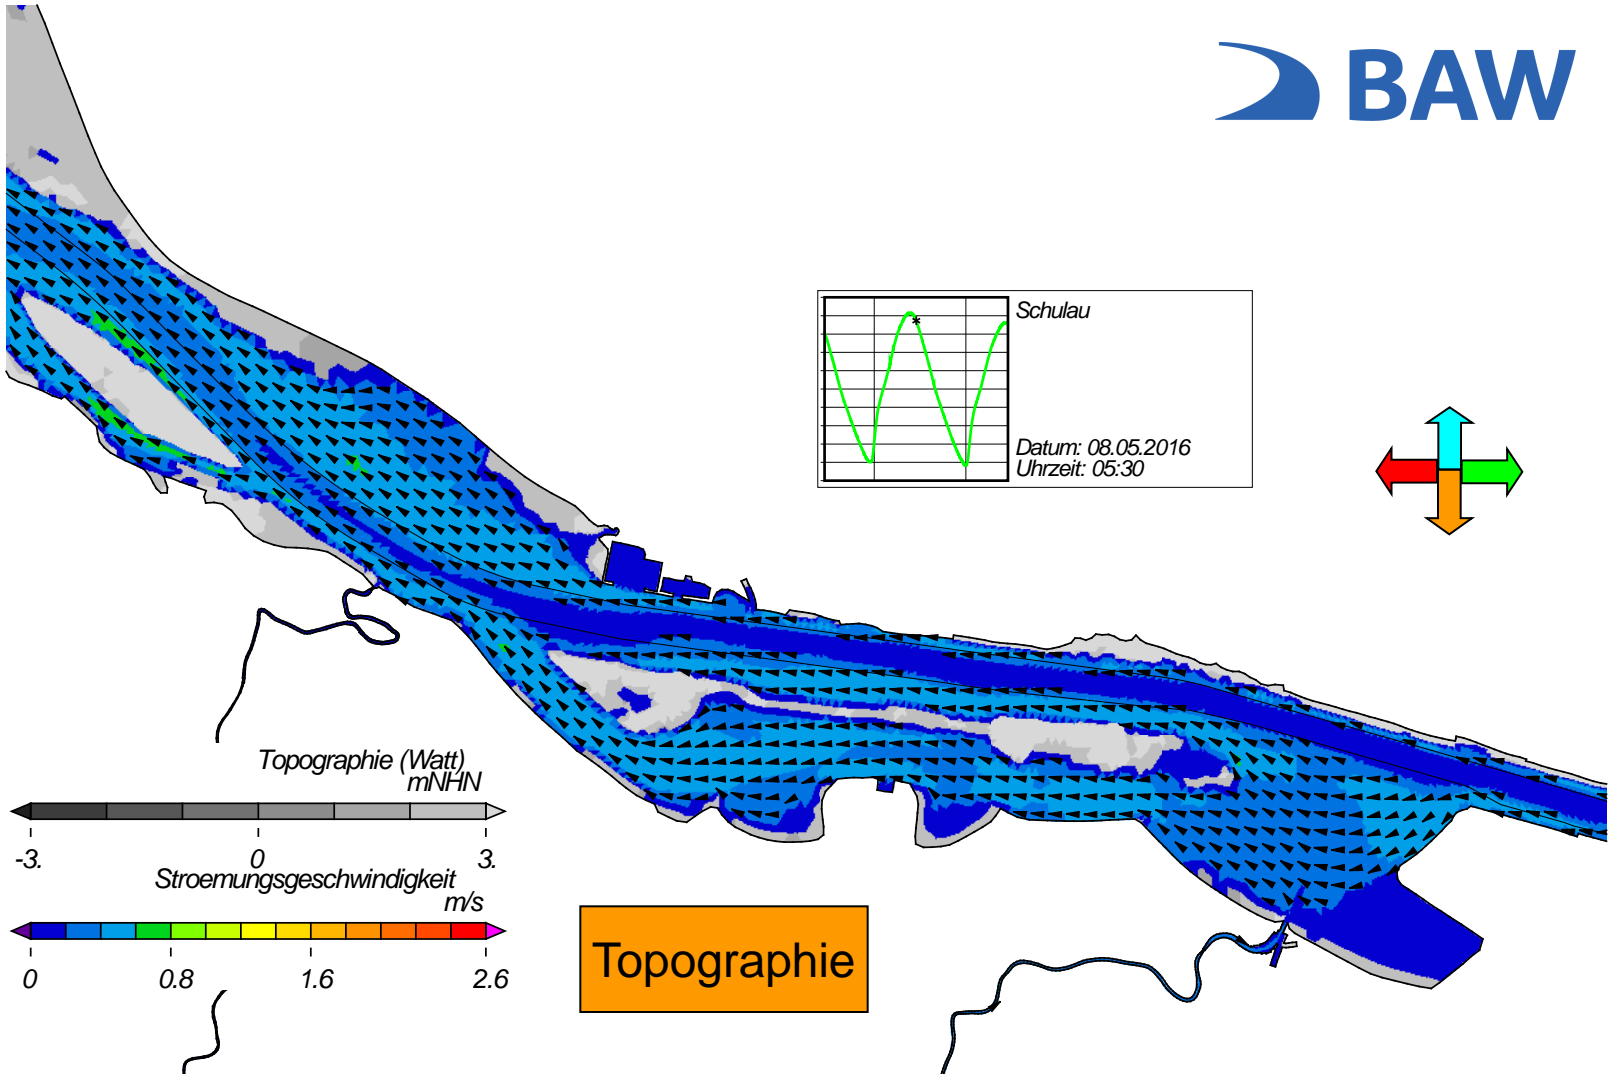 BAW
Schulau
Datum: 08.05.2016
Uhrzeit: 05:30
Topographie (Watt)
mNHN
-3. 0 3.
Stroemungsgeschwindigkeit
m/s
0 0.8 1.6 2.6
Topographie